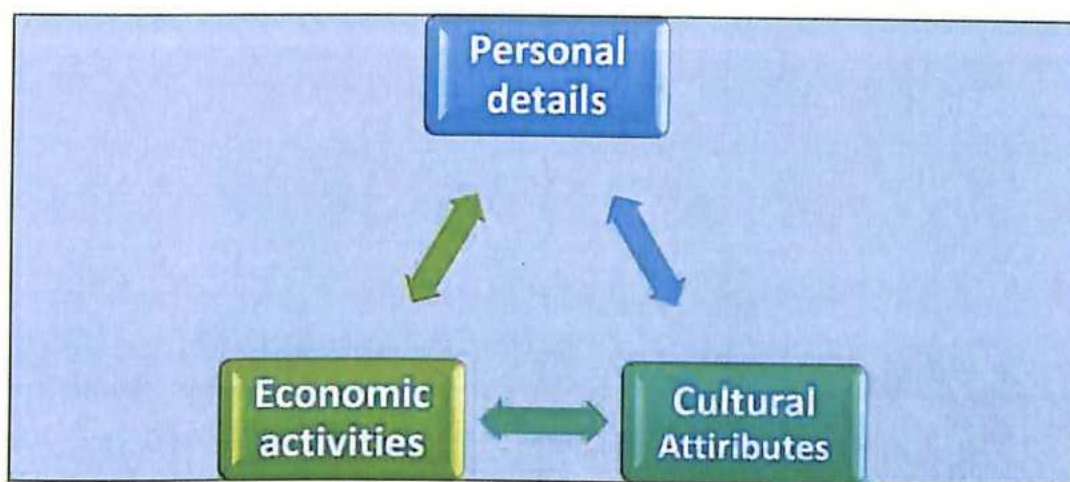 Personal
details
Economic
activities
Cultural
Attiributes